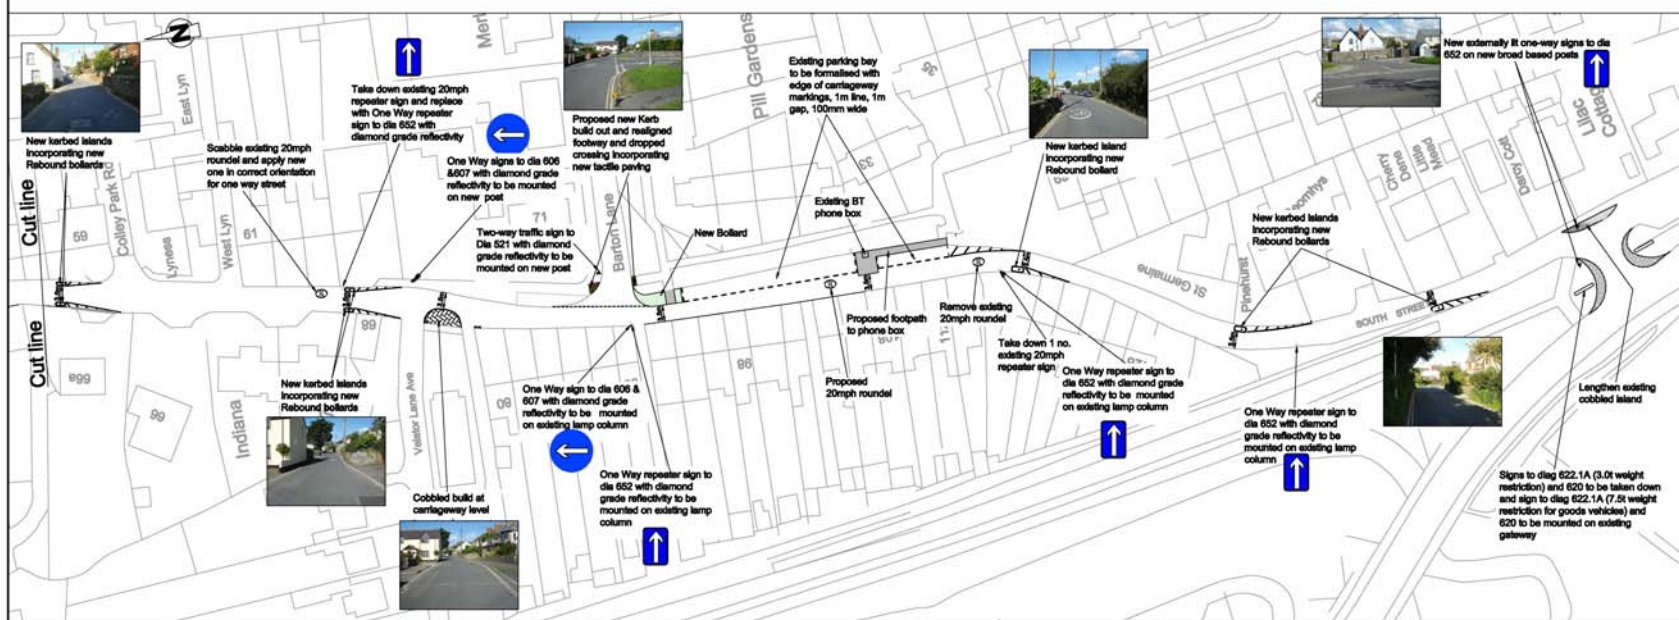 N
New kerbed islands
incorporating new
Rebound bollards
Cut line
Cut line
East Lyn
Colley Park Rd
59
Lyness
West Lyn
61
Scabble existing 20mph
roundel and apply new
one in correct orientation
for one way street
Take down existing 20mph
repeater sign and replace
with One Way repeater
sign to dia 652 with
diamond grade reflectivity
One Way signs to dia 606
&607 with diamond grade
reflectivity to be mounted
on new post
71
Two-way traffic sign to
Dia 521 with diamond
grade reflectivity to be
mounted on new post
Proposed new Kerb
build out and realigned
footway and dropped
crossing incorporating
new tactile paving
Barton Lane
New Bollard
Pill Gardens
Existing parking bay
to be formalised with
edge of carriageway
markings, 1m line, 1m
gap, 100mm wide
35
33
Existing BT
phone box
New kerbed island
incorporating new
Rebound bollard
New externally lit one-way signs to dia
652 on new broad based posts
Lilac
Cherry
Dene
Little
Mead
Darcy Cott
New kerbed islands
Incorporating new
Rebound bollards
St Germaine
Pinehurst
SOUTH STREET
66a
66
Indiana
68
New kerbed islands
incorporating new
Rebound bollards
Velator Lane Ave
Cobbled build at
carriageway level
80
One Way sign to dia 606 &
607 with diamond grade
reflectivity to be mounted
on existing lamp column
One Way repeater sign to
dia 652 with diamond
grade reflectivity to be
mounted on existing lamp
column
98
Proposed
20mph roundel
Proposed footpath
to phone box
Remove existing
20mph roundel
Take down 1 no.
existing 20mph
repeater sign
One Way repeater sign to
dia 652 with diamond grade
reflectivity to be mounted
on existing lamp column
One Way repeater sign to
dia 652 with diamond
grade reflectivity to be
mounted on existing lamp
column
Lengthen existing
cobbled island
Signs to diag 622.1A (3.0t weight
restriction) and 620 to be taken down
and sign to diag 622.1A (7.5t weight
restriction for goods vehicles) and
620 to be mounted on existing
gateway